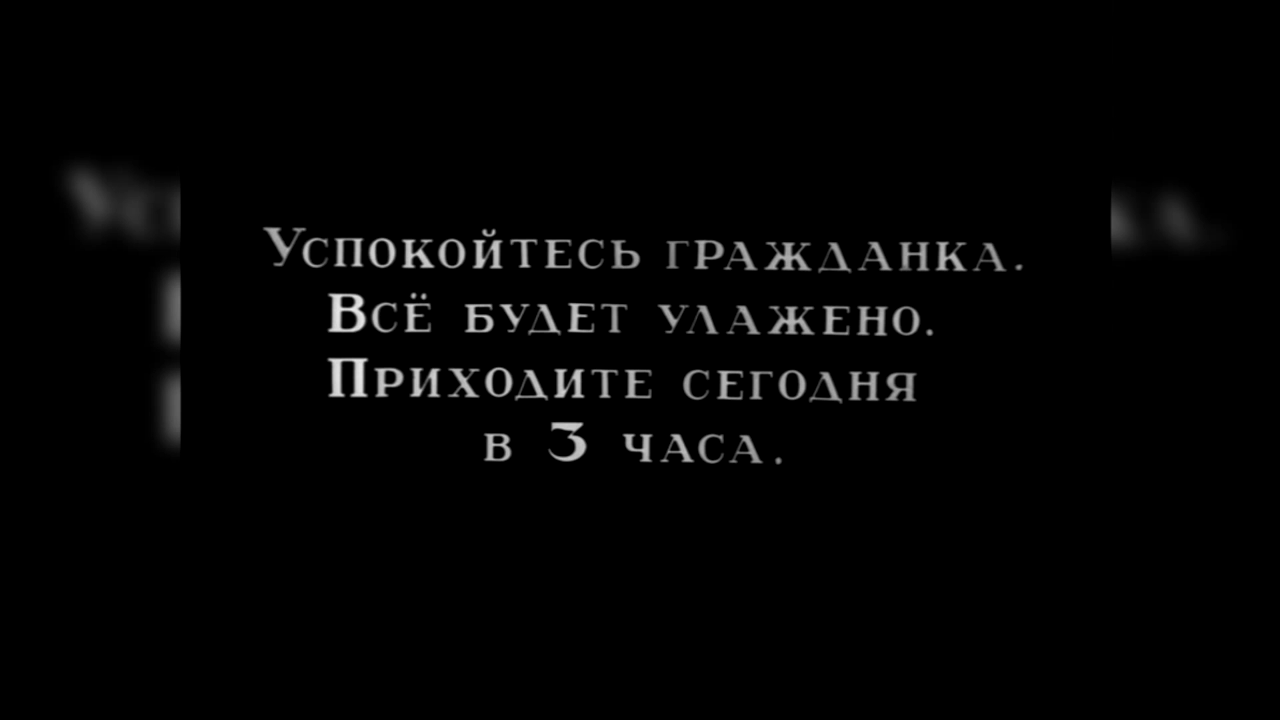 Успокойтесь гражданка.
Всё будет улажено.
Приходите сегодня
в 3 часа.